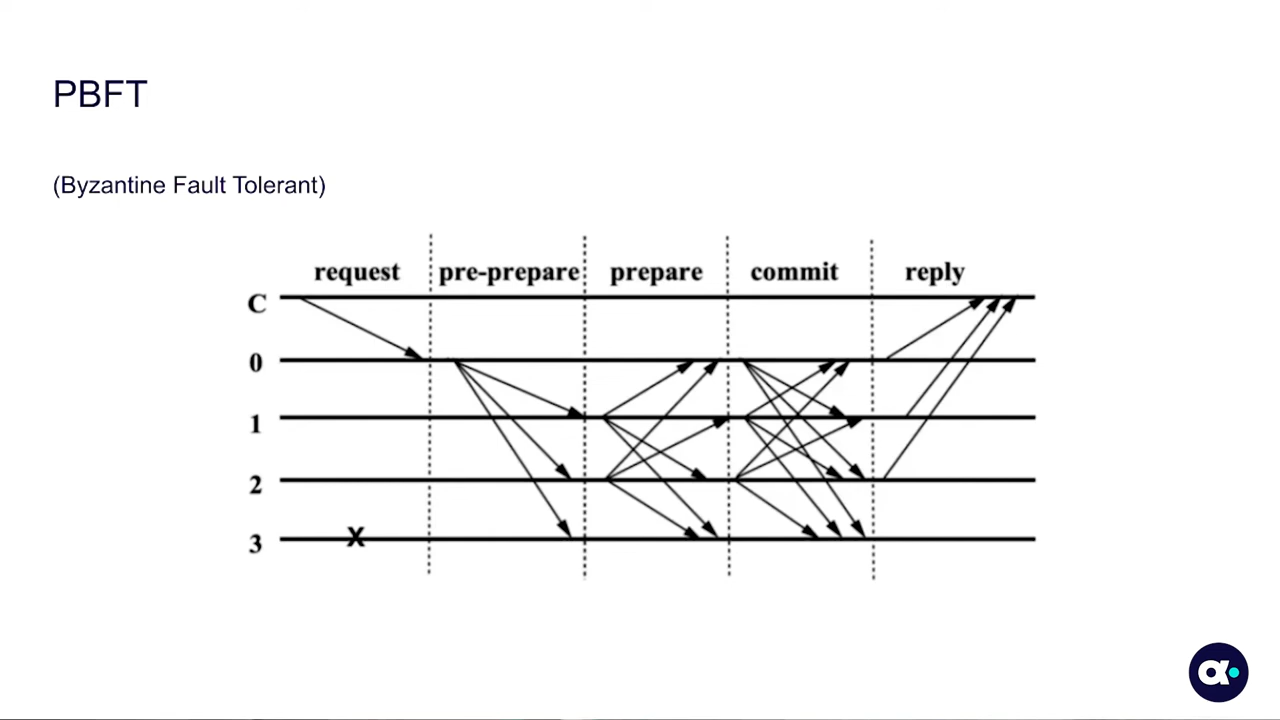 PBFT
(Byzantine Fault Tolerant)
request pre-prepare prepare commit reply
C
0
1
2
3 X
α